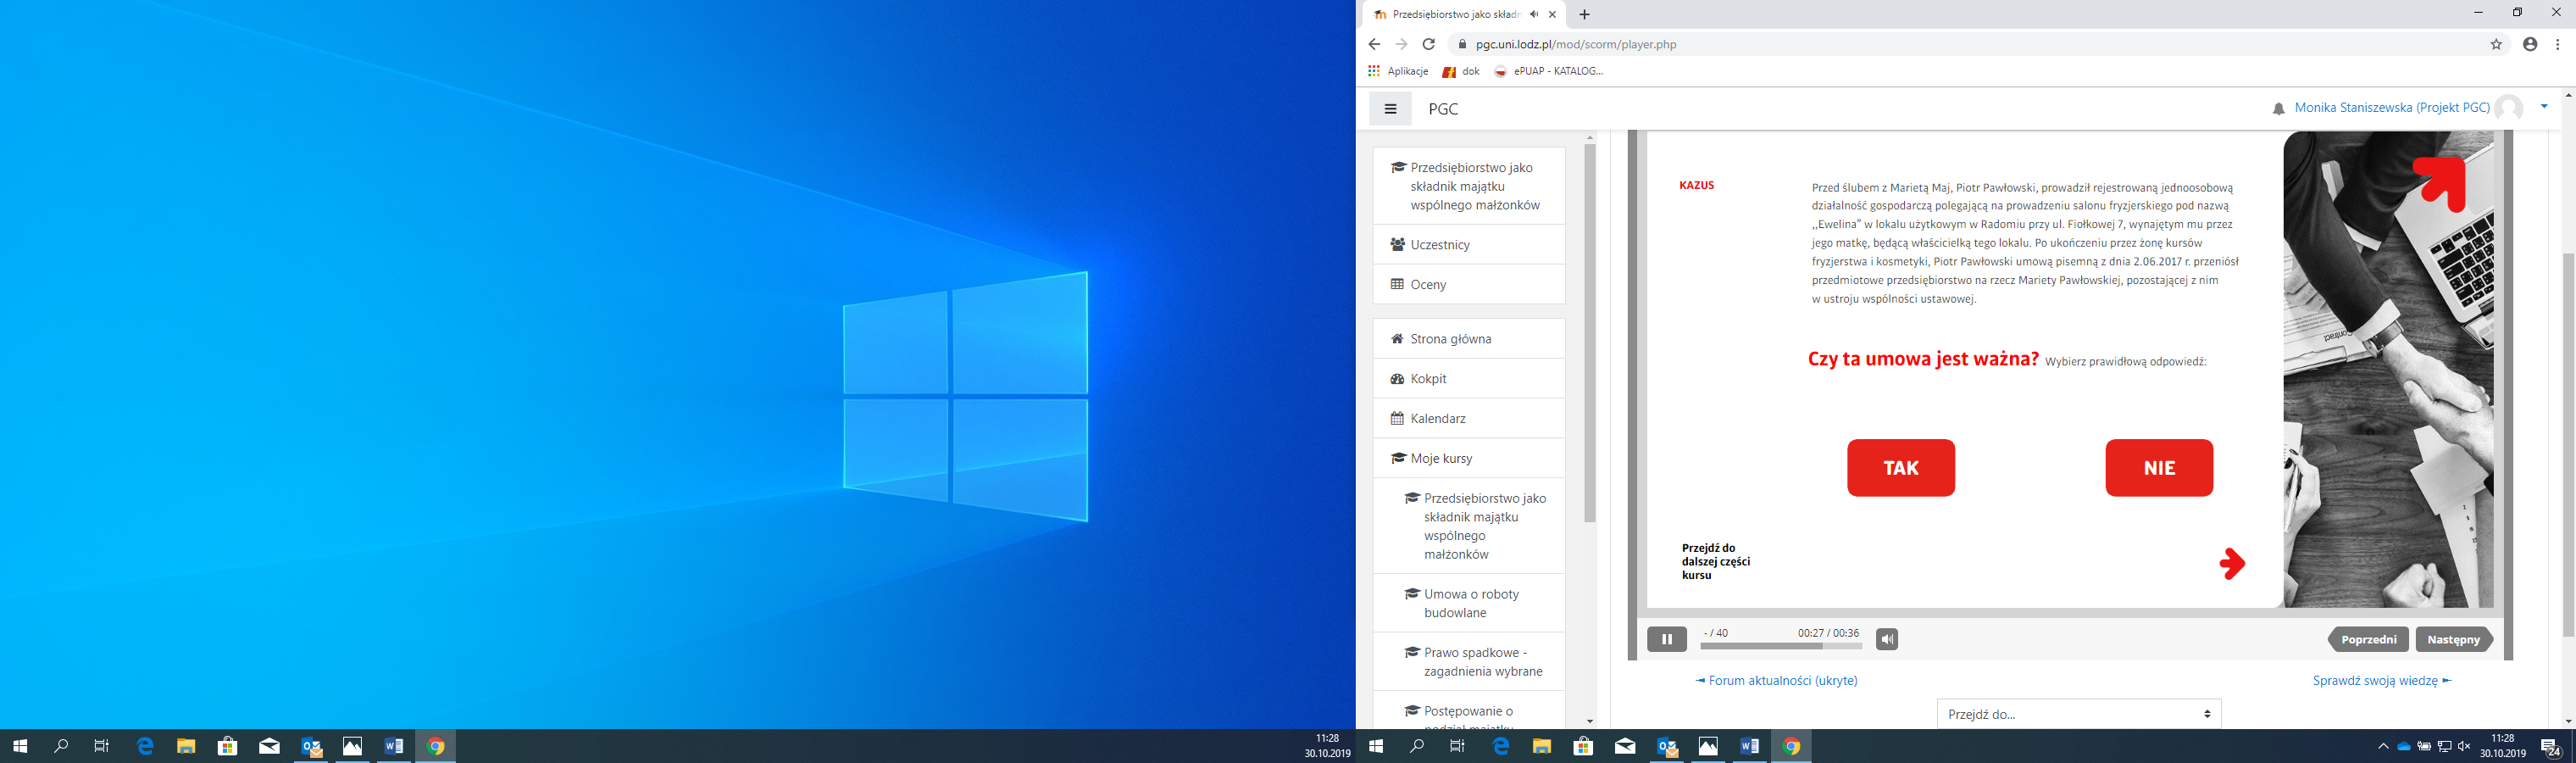 Przedsiębiorstwo jako składn
pgc.uni.lodz.pl/mod/scorm/player.php
Aplikacje
dok
ePUAP - KATALOG...
PGC
Monika Staniszewska (Projekt PGC)
Przedsiębiorstwo jako
składnik majątku
wspólnego małżonków
Uczestnicy
Oceny
Strona główna
Kokpit
Kalendarz
Moje kursy
Przedsiębiorstwo jako
składnik majątku
wspólnego
małżonków
Umowa o roboty
budowlane
Prawo spadkowe -
zagadnienia wybrane
Postępowanie o
podział majątku
KAZUS
Przed ślubem z Marietą Maj, Piotr Pawłowski, prowadził rejestrowaną jednoosobową
działalność gospodarczą polegającą na prowadzeniu salonu fryzjerskiego pod nazwą
,,Ewelina" w lokalu użytkowym w Radomiu przy ul. Fiołkowej 7, wynajętym mu przez
jego matkę, będącą właścicielką tego lokalu. Po ukończeniu przez żonę kursów
fryzjerstwa i kosmetyki, Piotr Pawłowski umową pisemną z dnia 2.06.2017 r. przeniósł
przedmiotowe przedsiębiorstwo na rzecz Mariety Pawłowskiej, pozostającej z nim
w ustroju wspólności ustawowej.
Czy ta umowa jest ważna? Wybierz prawidłową odpowiedź:
TAK
NIE
Przejdź do
dalszej części
kursu
Contract
- / 40
00:27 / 00:36
Poprzedni
Następny
◄ Forum aktualności (ukryte)
Sprawdź swoją wiedzę ►
Przejdź do...
11:28
30.10.2019
11:28
30.10.2019
24